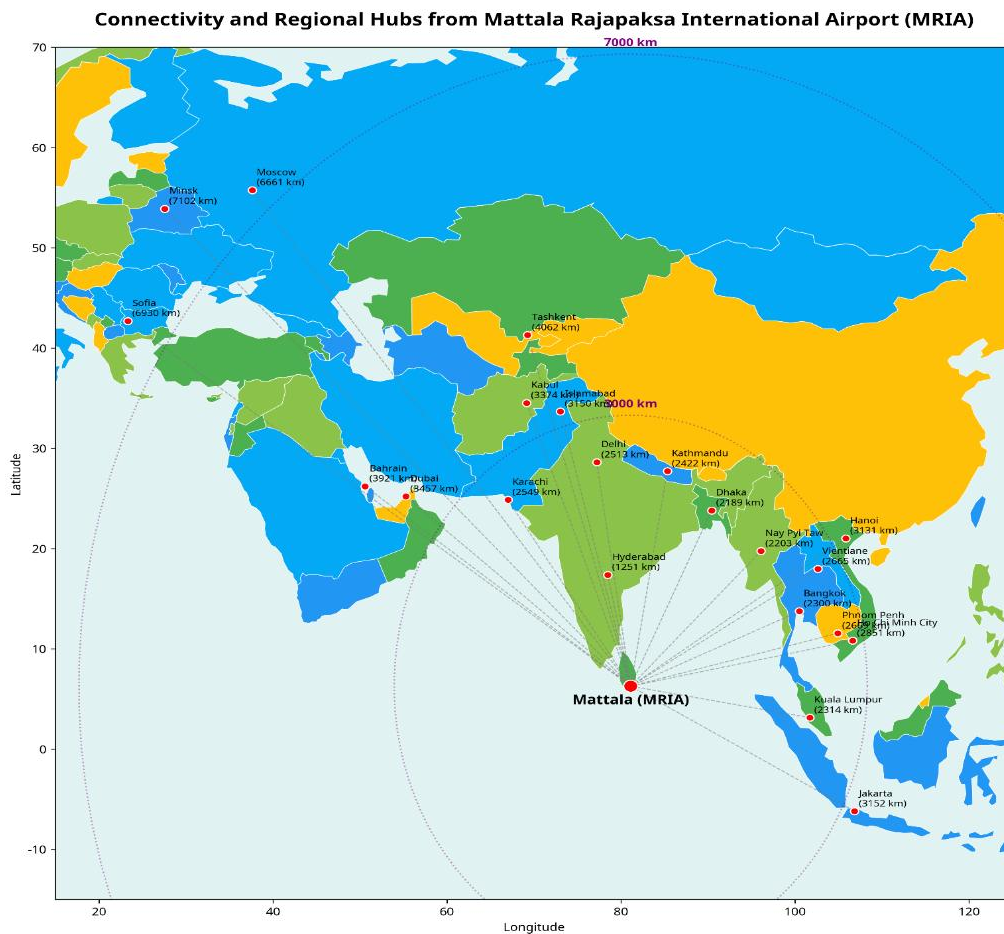 Connectivity and Regional Hubs from Mattala Rajapaksa International Airport (MRIA)
7000 km
70
60
50
40
30
20
10
0
-10
Latitude
Moscow
(6661 km)
Minsk
(7102 km)
Sofia
(6930 km)
Tashkent
(4062 km)
Kabul
(3374 km)
Islamabad
(3150 km)
3000 km
Delhi
(2513 km)
Kathmandu
(2422 km)
Bahrain
(3921 km)
Dubai
(3457 km)
Karachi
(2549 km)
Dhaka
(2189 km)
Hanoi
(3131 km)
Nay Pyi Taw
(2203 km)
Vientiane
(2665 km)
Hyderabad
(1251 km)
Bangkok
(2300 km)
Phnom Penh
Ho Chi Minh City
(2851 km)
Mattala (MRIA)
Kuala Lumpur
(2314 km)
Jakarta
(3152 km)
20
40
60
80
100
120
Longitude